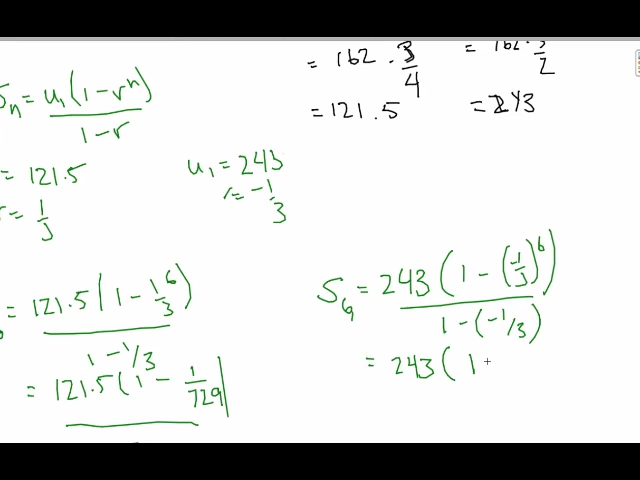 = 162 · 3/4
= 162 · 3/2
= 121.5
= 243
Sn = u₁(1-rⁿ)/1-r
= 121.5
r = 1/3
u₁ = 243
r = -1/3
= 121.5(1-1/3⁶)/1-1/3
= 121.5(1-1/729)
S₆ = 243(1-(-1/3)⁶)/1-(-1/3)
= 243(1